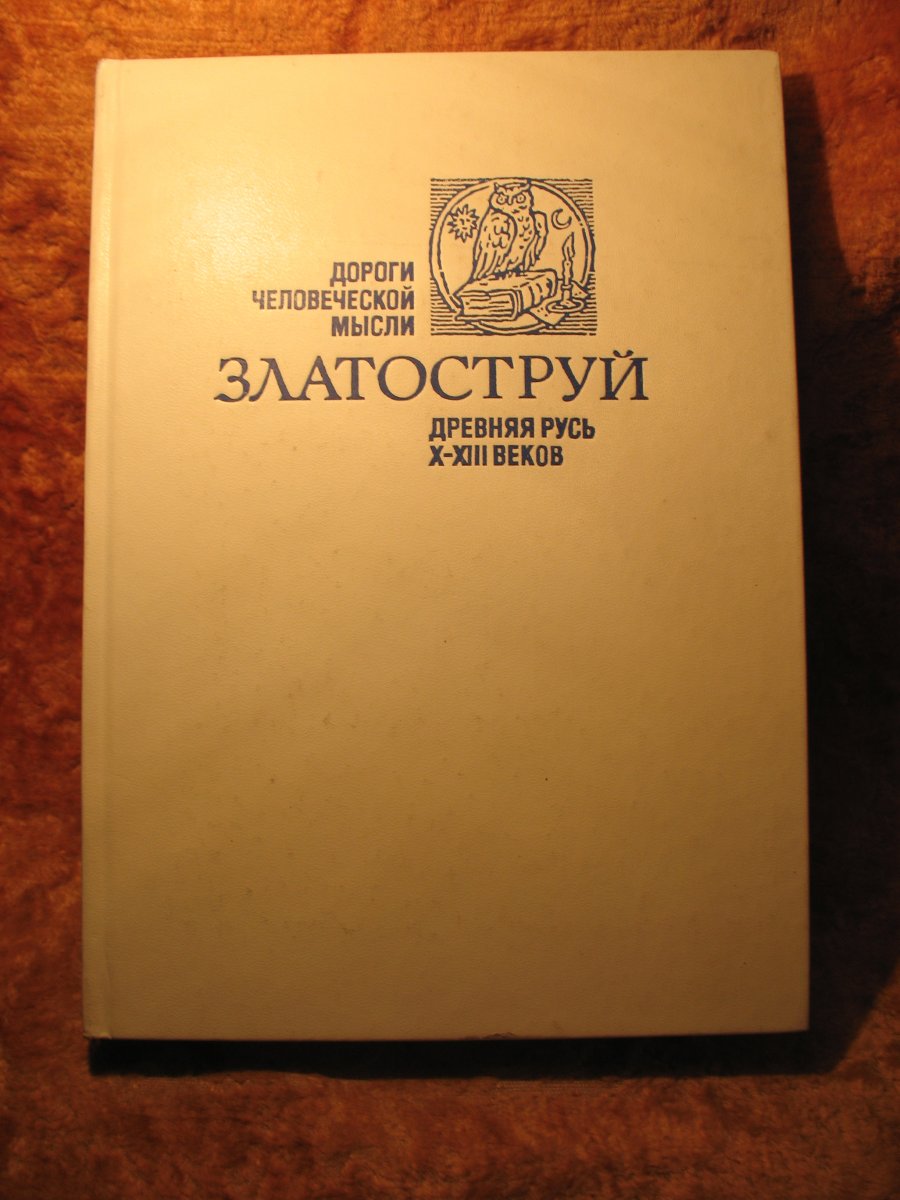 ДОРОГИ
ЧЕЛОВЕЧЕСКОЙ
МЫСЛИ
ЗЛАТОСТРУЙ
ДРЕВНЯЯ РУСЬ
X-XIII ВЕКОВ